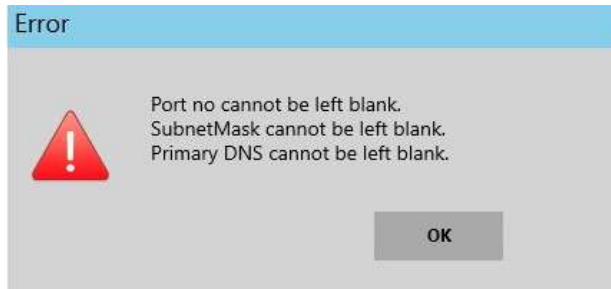 Error
Port no cannot be left blank.
SubnetMask cannot be left blank.
Primary DNS cannot be left blank.
OK